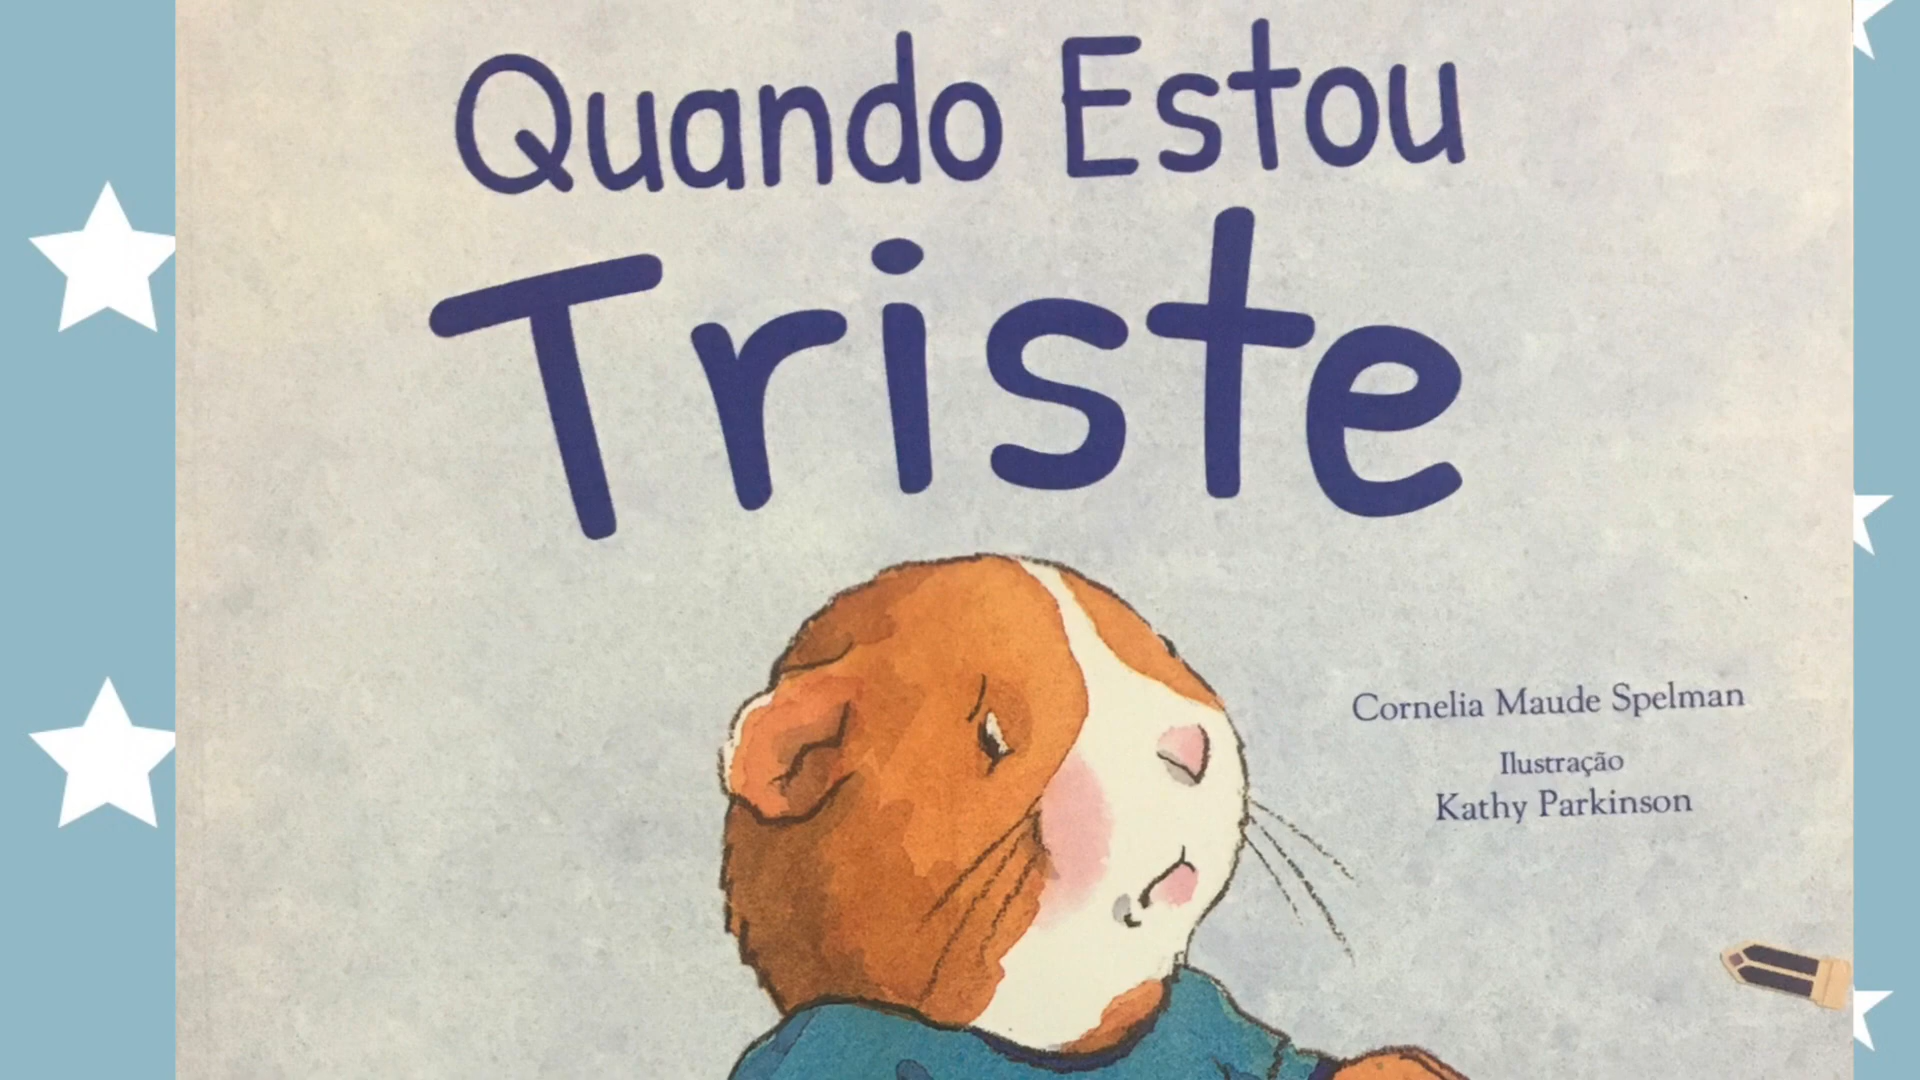 Quando Estou
Triste
Cornelia Maude Spelman
Ilustração
Kathy Parkinson